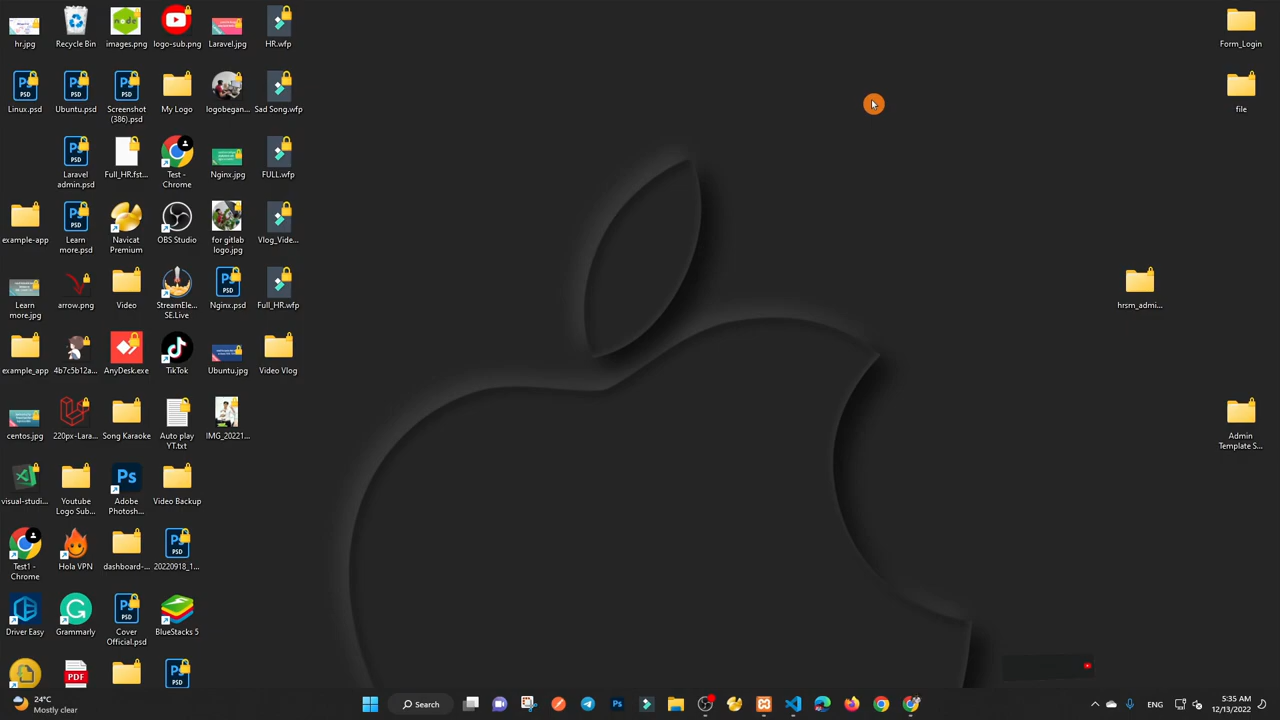 hr.jpg
Recycle Bin
images.png
logo-sub.png
Laravel.jpg
HR.wfp
Linux.psd
Ubuntu.psd
Screenshot
(386).psd
My Logo
logobegan...
Sad Song.wfp
Laravel
admin.psd
Full_HR.fst...
Test -
Chrome
Nginx.jpg
FULL.wfp
example-app
Learn
more.psd
Navicat
Premium
OBS Studio
for gitlab
logo.jpg
Vlog_Vide...
Learn
more.jpg
arrow.png
Video
StreamEle...
SE.Live
Nginx.psd
Full_HR.wfp
example_app
4b7c5b12a...
AnyDesk.exe
TikTok
Ubuntu.jpg
Video Vlog
centos.jpg
220px-Lara...
Song Karaoke
Auto play
YT.txt
IMG_20221...
visual-studi...
Youtube
Logo Sub...
Adobe
Photosh...
Video Backup
Test1 -
Chrome
Hola VPN
dashboard-...
20220918_1...
Driver Easy
Grammarly
Cover
Official.psd
BlueStacks 5
Form_Login
file
hrsm_admi...
Admin
Template S...
24°C
Mostly clear
Search
ENG
5:35 AM
12/13/2022